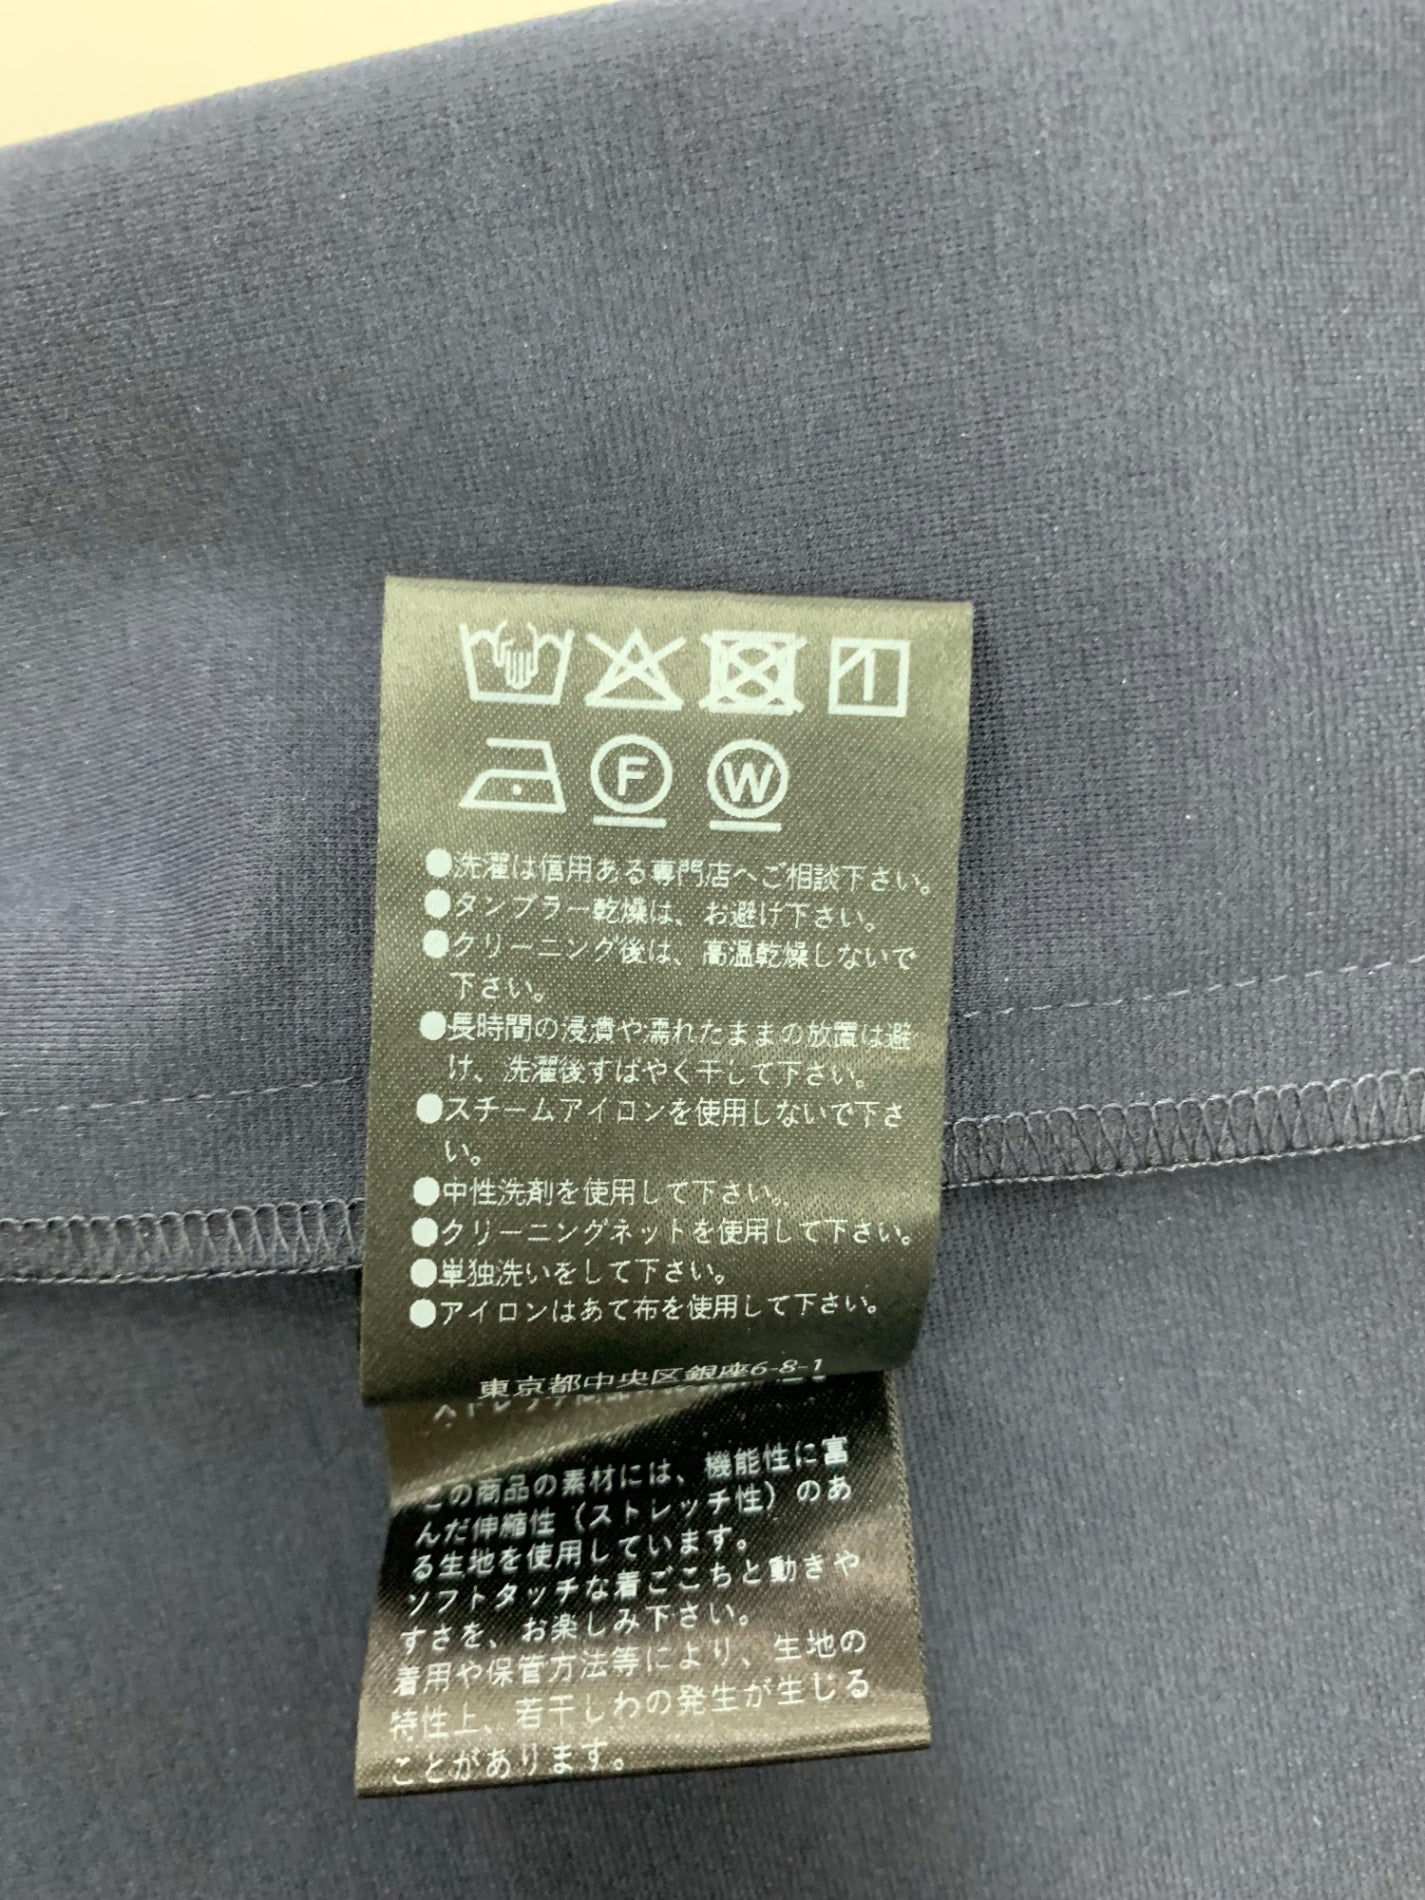 F W
●洗濯は信用ある専門店へご相談下さい。
●タンブラー乾燥は、お避け下さい。
●クリーニング後は、高温乾燥しないで
下さい。
●長時間の浸漬や濡れたままの放置は避
け、洗濯後すばやく干して下さい。
●スチームアイロンを使用しないで下さ
い。
●中性洗剤を使用して下さい。
●クリーニングネットを使用して下さい。
●単独洗いをして下さい。
●アイロンはあて布を使用して下さい。
東京都中央区銀座6-8-1
この商品の素材には、機能性に富
んだ伸縮性（ストレッチ性）のあ
る生地を使用しています。
ソフトタッチな着ごこちと動きや
すさを、お楽しみ下さい。
着用や保管方法等により、生地の
特性上、若干しわの発生が生じる
ことがあります。